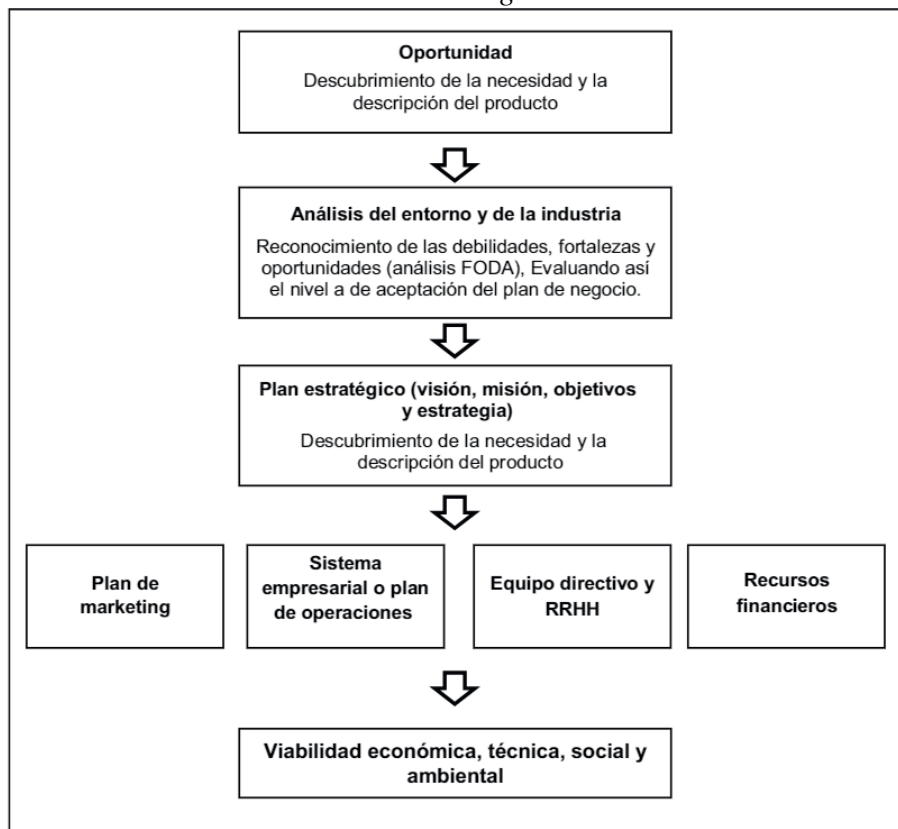 Oportunidad
Descubrimiento de la necesidad y la
descripción del producto
Análisis del entorno y de la industria
Reconocimiento de las debilidades, fortalezas y
oportunidades (análisis FODA), Evaluando así
el nivel a de aceptación del plan de negocio.
Plan estratégico (visión, misión, objetivos
y estrategia)
Descubrimiento de la necesidad y la
descripción del producto
Plan de
marketing
Sistema
empresarial o plan
de operaciones
Equipo directivo y
RRHH
Recursos
financieros
Viabilidad económica, técnica, social y
ambiental